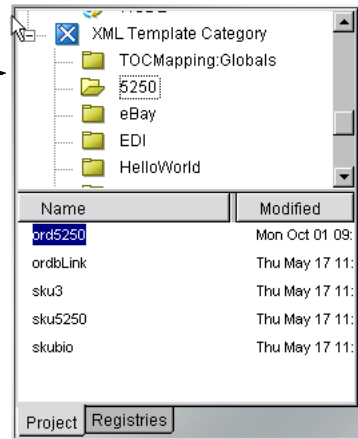 XML Template Category
TOCMapping:Globals
5250
eBay
EDI
HelloWorld
Name Modified
ord5250 Mon Oct 01 09:
ordbLink Thu May 17 11:
sku3 Thu May 17 11:
sku5250 Thu May 17 11:
skubio Thu May 17 11:
Project Registries